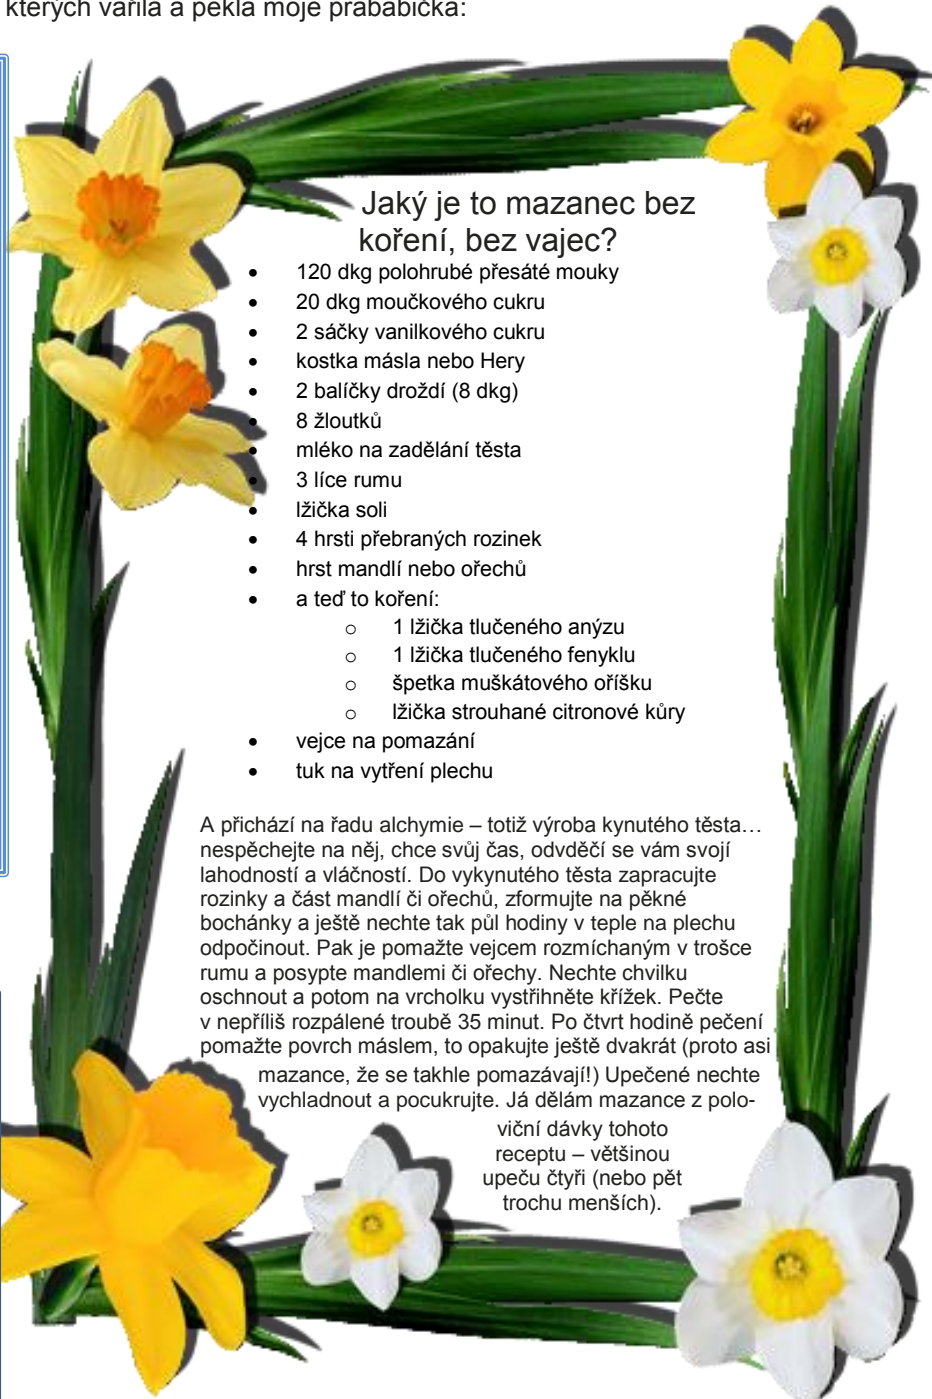 kterých vařila a pekla moje prababička:
Jaký je to mazanec bez
koření, bez vajec?
• 120 dkg polohrubé přesáté mouky
• 20 dkg moučkového cukru
• 2 sáčky vanilkového cukru
• kostka másla nebo Hery
• 2 balíčky droždí (8 dkg)
• 8 žloutků
• mléko na zadělání těsta
• 3 líce rumu
• lžička soli
• 4 hrsti přebraných rozinek
• hrst mandlí nebo ořechů
• a teď to koření:
o 1 lžička tlučeného anýzu
o 1 lžička tlučeného fenyklu
o špetka muškátového oříšku
o lžička strouhané citronové kůry
• vejce na pomazání
• tuk na vytření plechu
A přichází na řadu alchymie – totiž výroba kynutého těsta…
nespěchejte na něj, chce svůj čas, odvděčí se vám svojí
lahodností a vláčností. Do vykynutého těsta zapracujte
rozinky a část mandlí či ořechů, zformujte na pěkné
bochánky a ještě nechte tak půl hodiny v teple na plechu
odpočinout. Pak je pomažte vejcem rozmíchaným v trošce
rumu a posypte mandlemi či ořechy. Nechte chvilku
oschnout a potom na vrcholku vystřihněte křížek. Pečte
v nepříliš rozpálené troubě 35 minut. Po čtvrt hodině pečení
pomažte povrch máslem, to opakujte ještě dvakrát (proto asi
mazance, že se takhle pomazávají!) Upečené nechte
vychladnout a pocukrujte. Já dělám mazance z polo-
viční dávky tohoto
receptu – většinou
upeču čtyři (nebo pět
trochu menších).